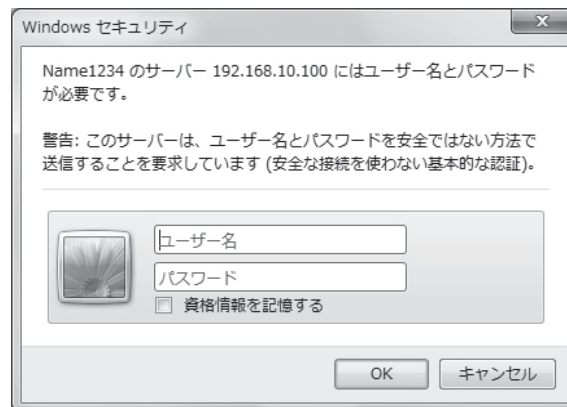 Windows セキュリティ
Name1234 のサーバー 192.168.10.100 にはユーザー名とパスワード
が必要です。
警告: このサーバーは、ユーザー名とパスワードを安全ではない方法で
送信することを要求しています (安全な接続を使わない基本的な認証)。
ユーザー名
パスワード
資格情報を記憶する
OK
キャンセル